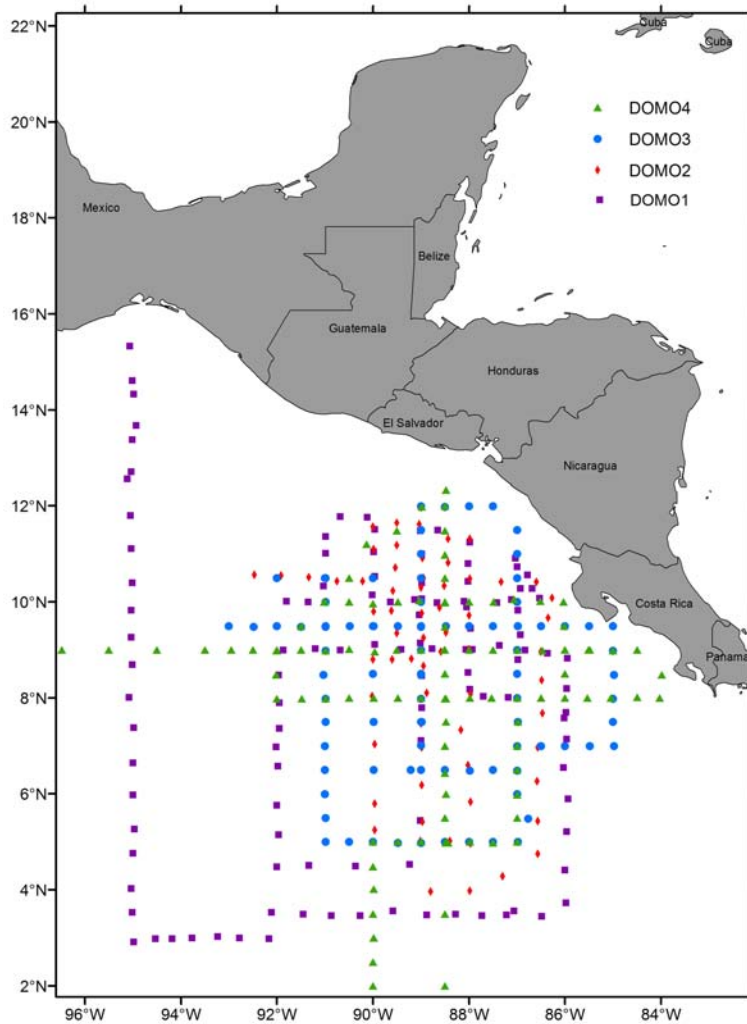 22°N
Cuba
Cuba
20°N
DOMO4
DOMO3
DOMO2
DOMO1
18°N
Mexico
Belize
16°N
Guatemala
Honduras
14°N
El Salvador
Nicaragua
12°N
10°N
Costa Rica
Panama
8°N
6°N
4°N
2°N
96°W 94°W 92°W 90°W 88°W 86°W 84°W